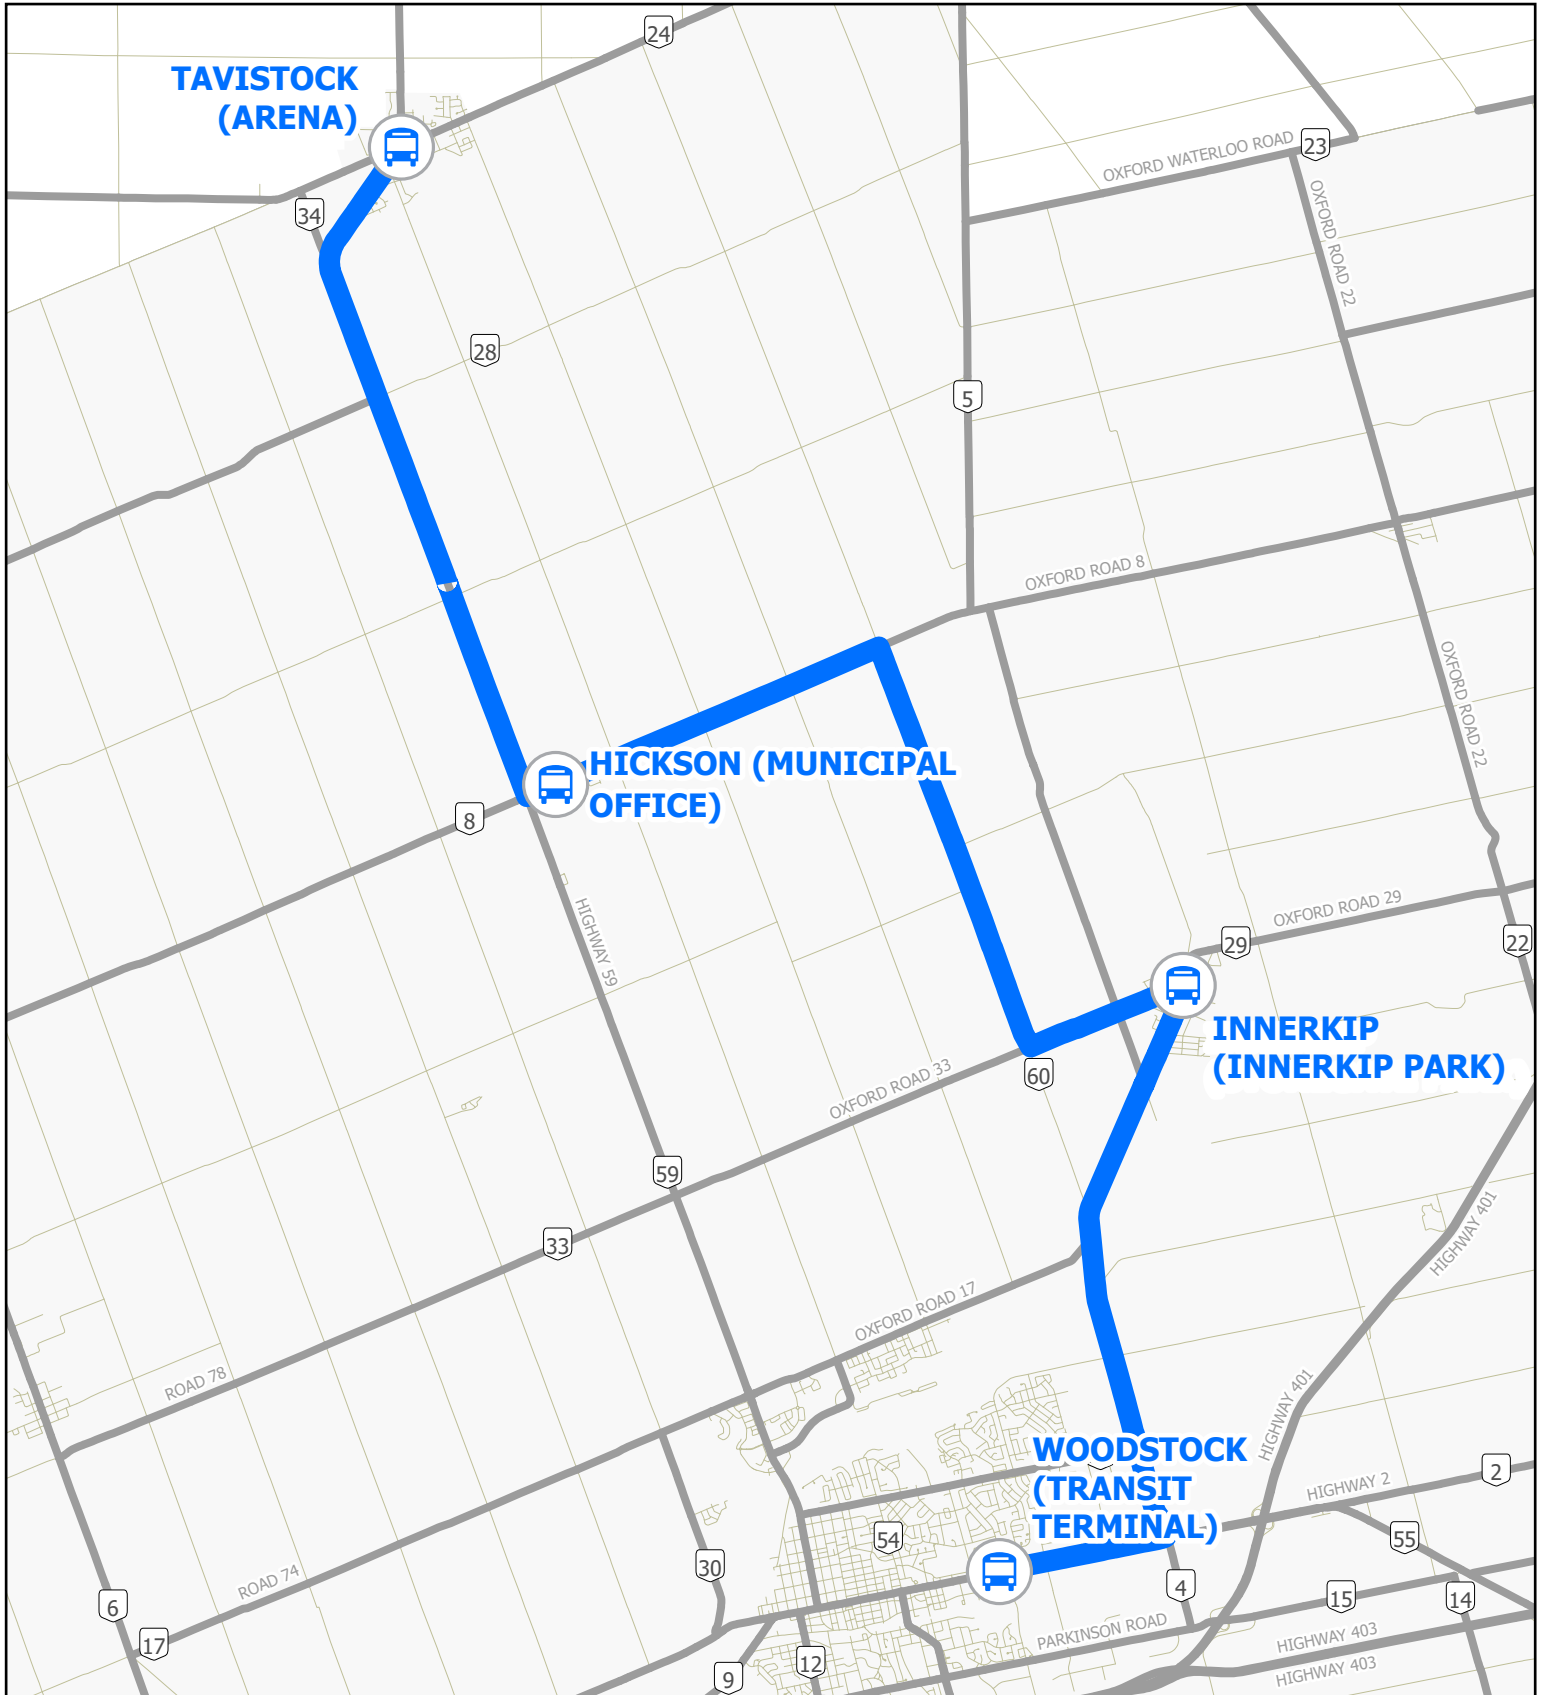 24
TAVISTOCK
(ARENA)
OXFORD WATERLOO ROAD
23
34
OXFORD ROAD 22
28
5
OXFORD ROAD 8
OXFORD ROAD 22
HICKSON (MUNICIPAL
OFFICE)
8
HIGHWAY 59
OXFORD ROAD 29
29
22
INNERKIP
(INNERKIP PARK)
60
OXFORD ROAD 33
59
33
HIGHWAY 401
OXFORD ROAD 17
ROAD 78
HIGHWAY 401
WOODSTOCK
(TRANSIT
TERMINAL)
HIGHWAY 2
2
54
55
30
ROAD 74
4
15
14
6
17
PARKINSON ROAD
HIGHWAY 403
HIGHWAY 403
12
9